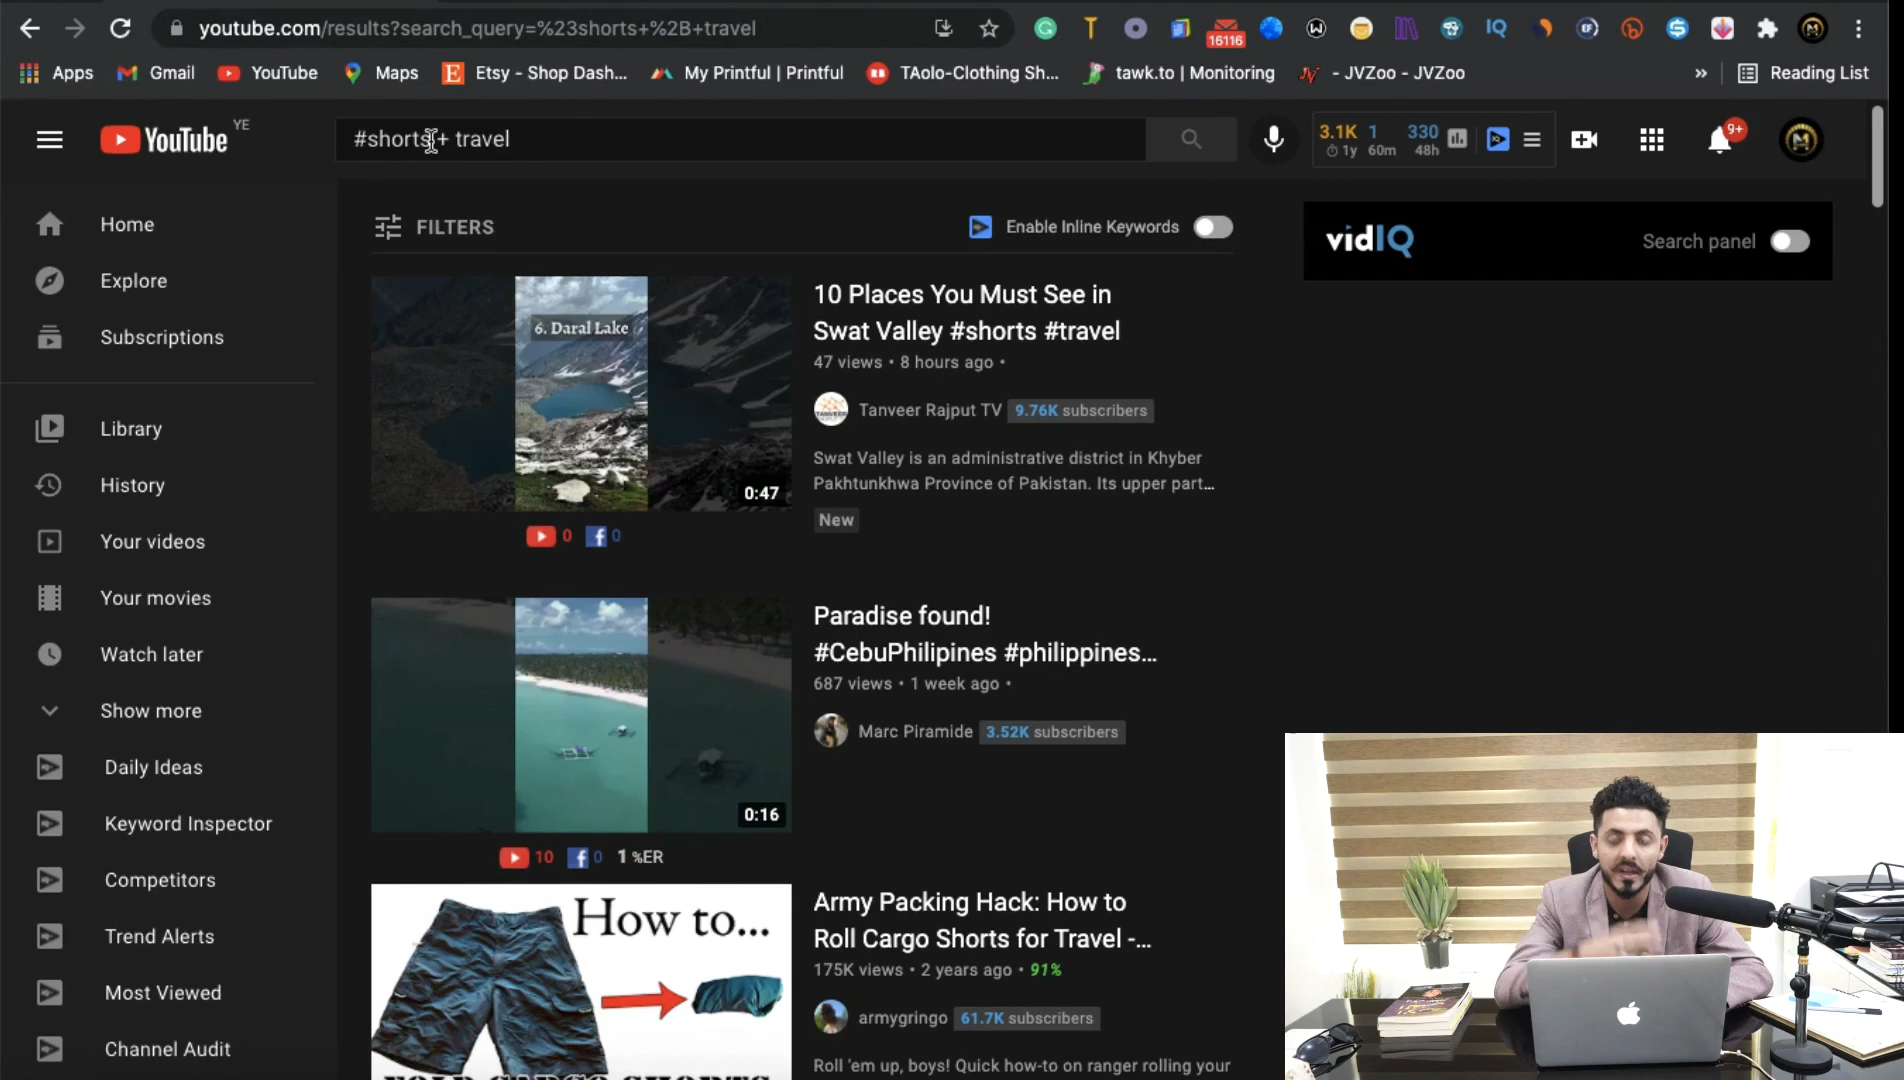 youtube.com/results?search_query=%23shorts+%2B+travel
16116
IQ
Apps
Gmail
YouTube
Maps
Etsy - Shop Dash...
My Printful | Printful
TAolo-Clothing Sh...
tawk.to | Monitoring
- JVZoo - JVZoo
»
Reading List
YouTube YE
#shorts + travel
3.1K 1 330
1y 60m 48h
9+
Home
Explore
Subscriptions
Library
History
Your videos
Your movies
Watch later
Show more
Daily Ideas
Keyword Inspector
Competitors
Trend Alerts
Most Viewed
Channel Audit
FILTERS
Enable Inline Keywords
vidIQ
Search panel
6. Daral Lake
0:47
0 0
10 Places You Must See in
Swat Valley #shorts #travel
47 views • 8 hours ago •
Tanveer Rajput TV 9.76K subscribers
Swat Valley is an administrative district in Khyber
Pakhtunkhwa Province of Pakistan. Its upper part...
New
0:16
10 0 1 %ER
Paradise found!
#CebuPhilipines #philippines...
687 views • 1 week ago •
Marc Piramide 3.52K subscribers
How to...
FOLD CARGO SHORTS
Army Packing Hack: How to
Roll Cargo Shorts for Travel -...
175K views • 2 years ago • 91%
armygringo 61.7K subscribers
Roll 'em up, boys! Quick how-to on ranger rolling your